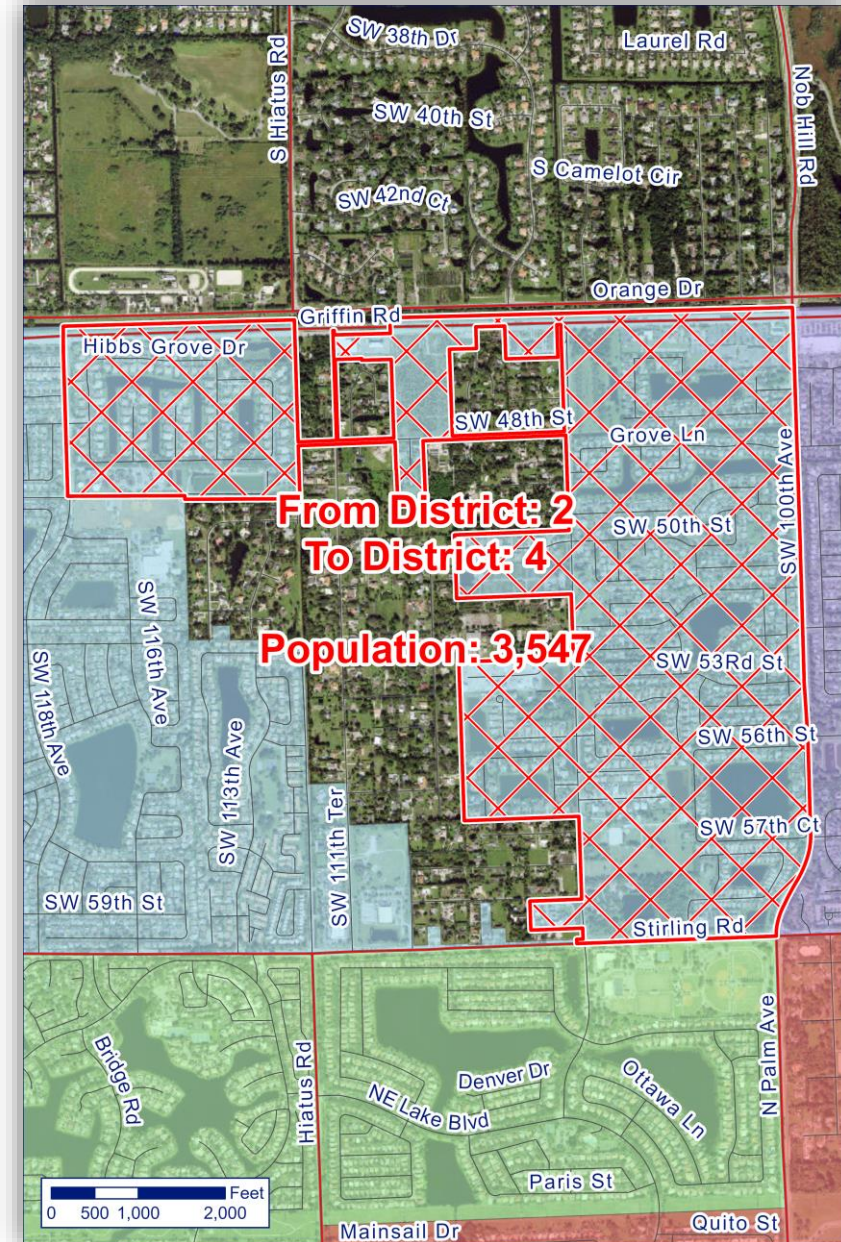 SW 38th Dr
Laurel Rd
S Hiatus Rd
SW 40th St
Nob Hill Rd
S Camelot Cir
SW 42nd Ct
Orange Dr
Griffin Rd
Hibbs Grove Dr
SW 48th St
Grove Ln
SW 100th Ave
From District: 2
SW 50th St
To District: 4
SW 116th Ave
Population: 3,547
SW 53Rd St
SW 118th Ave
SW 113th Ave
SW 56th St
SW 57th Ct
SW 111th Ter
SW 59th St
Stirling Rd
Bridge Rd
Hiatus Rd
Denver Dr
Ottawa Ln
N Palm Ave
NE Lake Blvd
Paris St
Feet
0 500 1,000 2,000
Mainsail Dr
Quito St